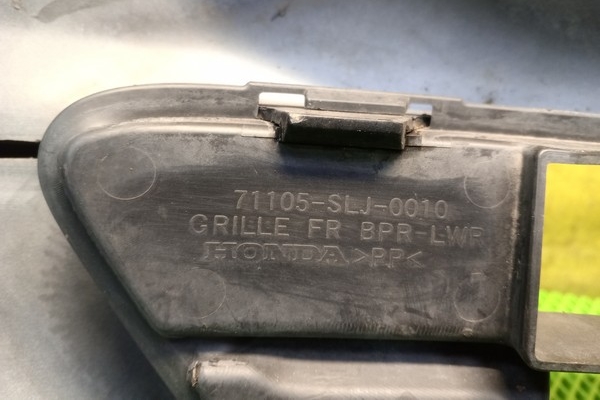 71105-SLJ-0010
GRILLE FR BPR-LWR
HONDA >PP<